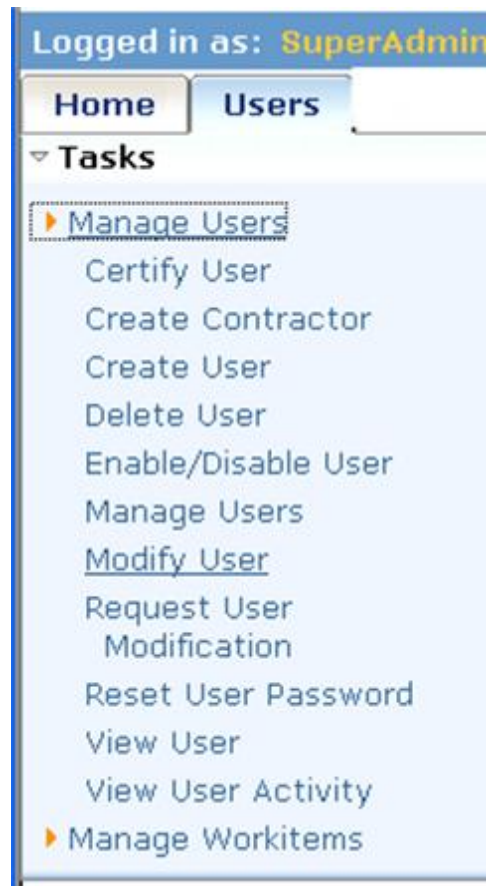 Logged in as: SuperAdmin
Home Users
Tasks
Manage Users
Certify User
Create Contractor
Create User
Delete User
Enable/Disable User
Manage Users
Modify User
Request User
Modification
Reset User Password
View User
View User Activity
Manage Workitems